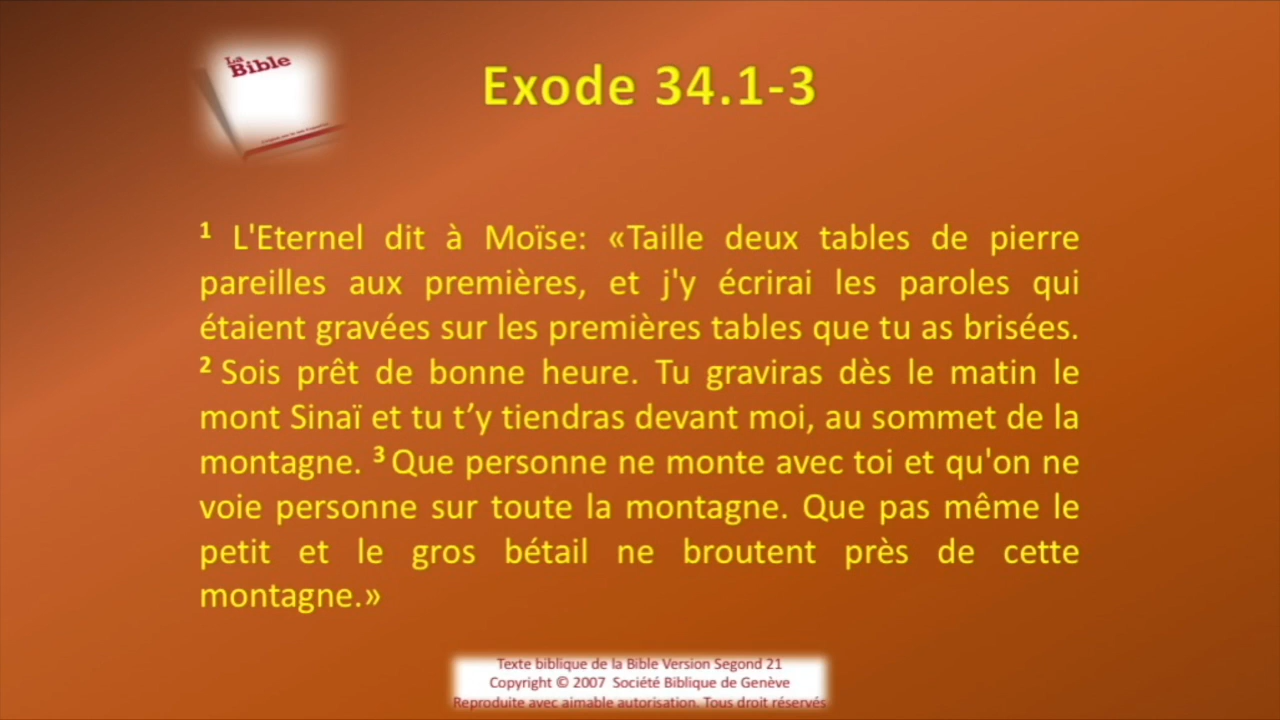 La
Bible
Exode 34.1-3
1 L'Eternel dit à Moïse: «Taille deux tables de pierre
pareilles aux premières, et j'y écrirai les paroles qui
étaient gravées sur les premières tables que tu as brisées.
2 Sois prêt de bonne heure. Tu graviras dès le matin le
mont Sinaï et tu t’y tiendras devant moi, au sommet de la
montagne. 3 Que personne ne monte avec toi et qu'on ne
voie personne sur toute la montagne. Que pas même le
petit et le gros bétail ne broutent près de cette
montagne.»
Texte biblique de la Bible Version Segond 21
Copyright © 2007 Société Biblique de Genève
Reproduite avec aimable autorisation. Tous droit réservés